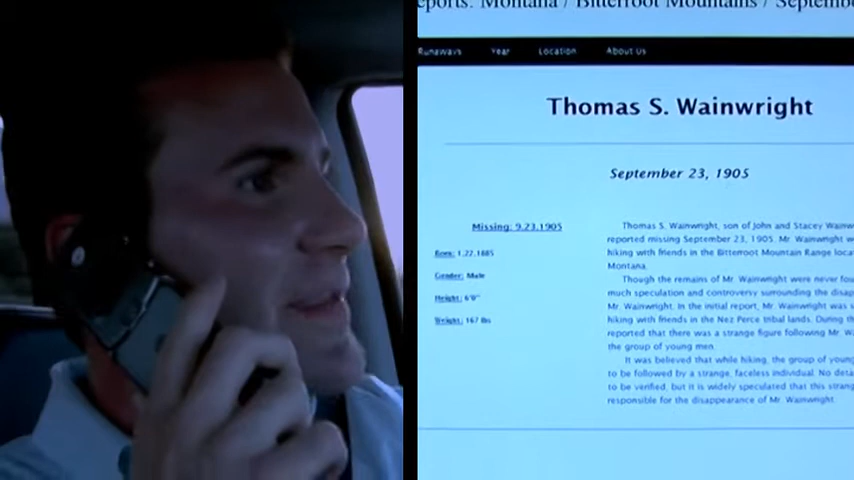 Montana / Bitterroot Mountains /
Runaways Year Location About Us
Thomas S. Wainwright
September 23, 1905
Missing: 9.23.1905
Born: 1.22.1885
Gender: Male
Height: 6'0"
Weight: 167 lbs
Thomas S. Wainwright, son of John and Stacey
reported missing September 23, 1905. Mr. Wainwright
hiking with friends in the Bitterroot Mountain Range
Montana.
Though the remains of Mr. Wainwright were never
much speculation and controversy surrounding the
Mr. Wainwright. In the initial report, Mr. Wainwright was
hiking with friends in the Nez Perce tribal lands. During
reported that there was a strange figure following Mr.
the group of young men.
It was believed that while hiking, the group of
to be followed by a strange, faceless individual. No
to be verified, but it is widely speculated that this
responsible for the disappearance of Mr. Wainwright.